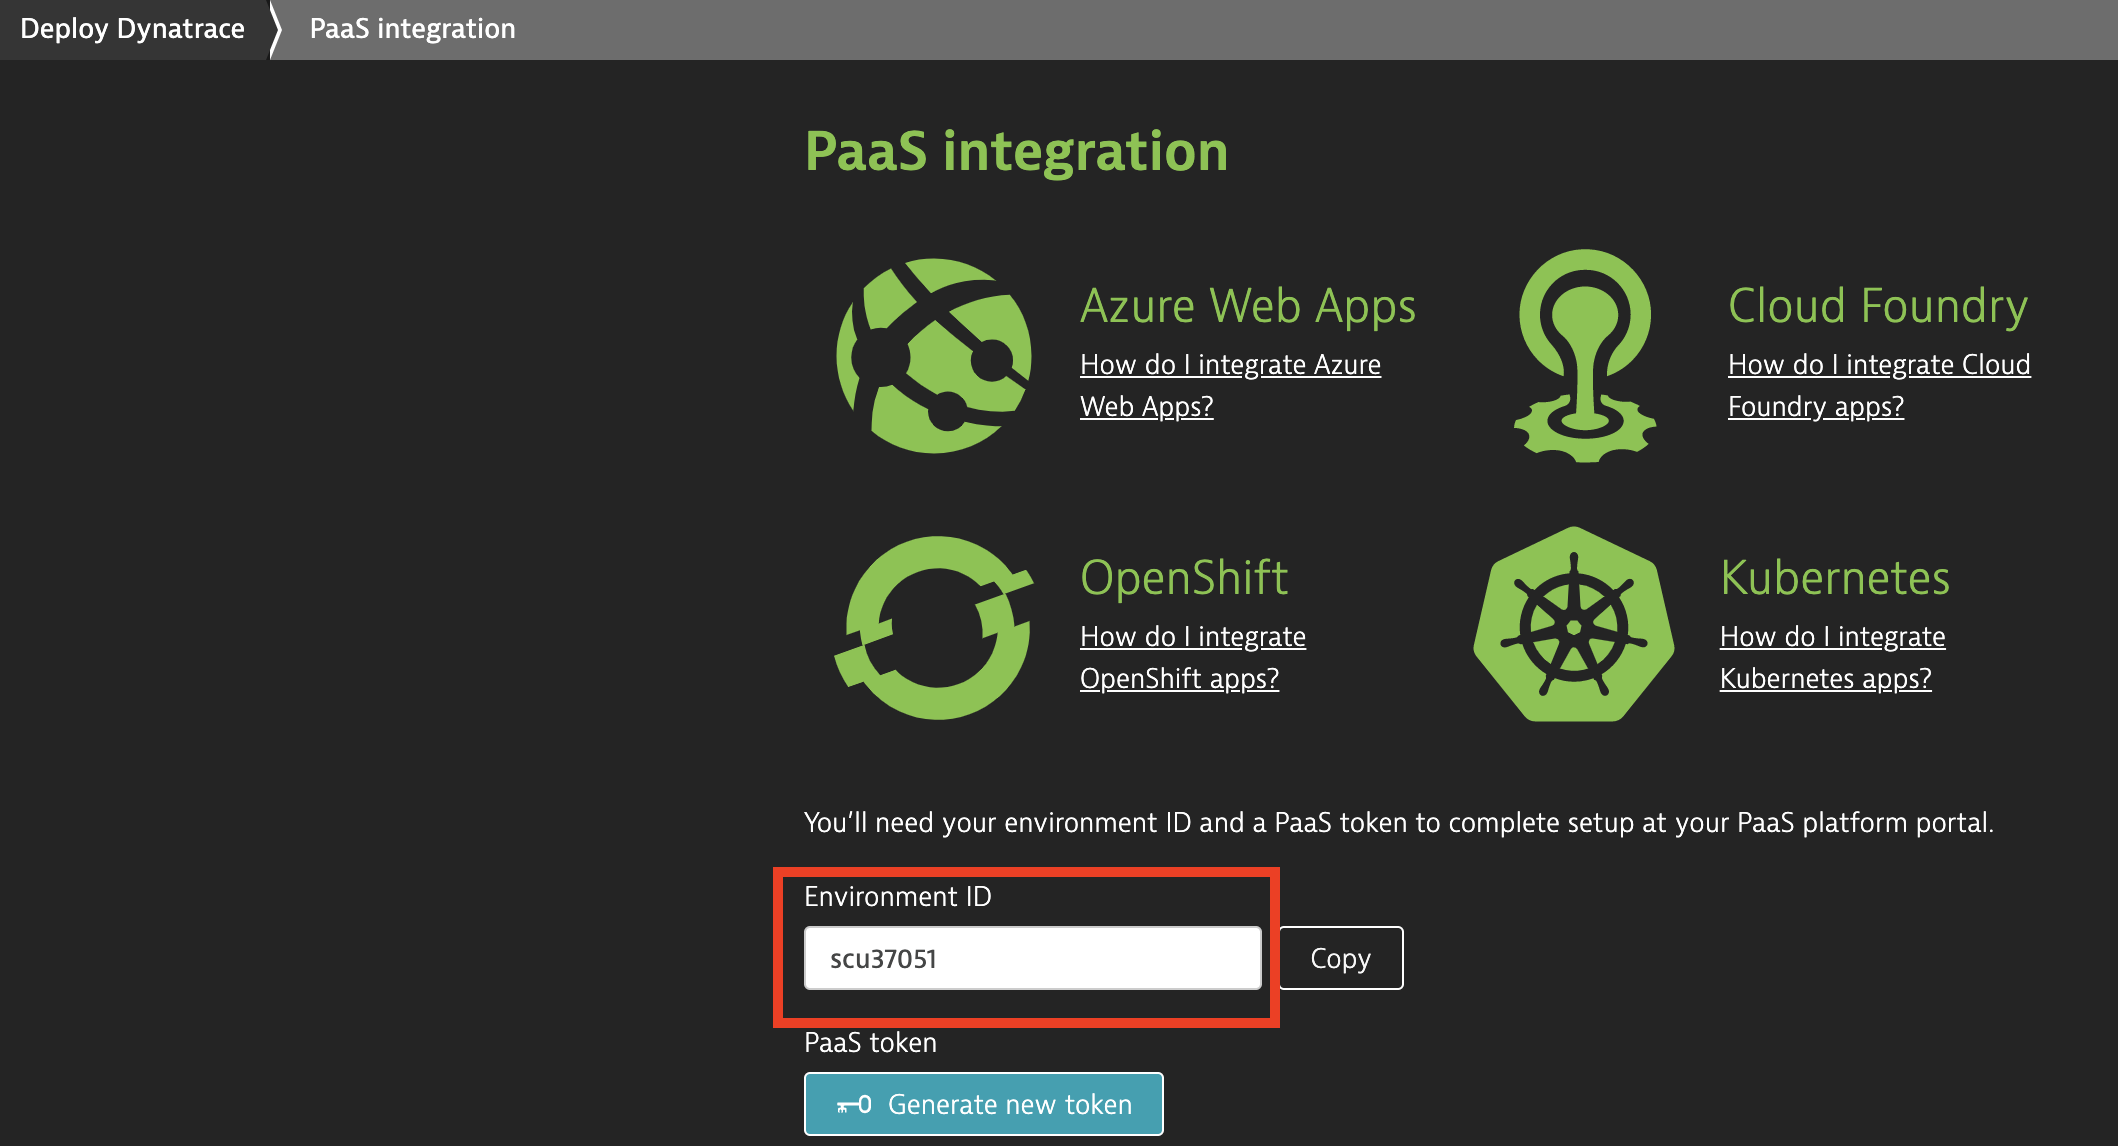 Deploy Dynatrace
PaaS integration
PaaS integration
Azure Web Apps
How do I integrate Azure
Web Apps?
Cloud Foundry
How do I integrate Cloud
Foundry apps?
OpenShift
How do I integrate
OpenShift apps?
Kubernetes
How do I integrate
Kubernetes apps?
You'll need your environment ID and a PaaS token to complete setup at your PaaS platform portal.
Environment ID
scu37051
Copy
PaaS token
Generate new token